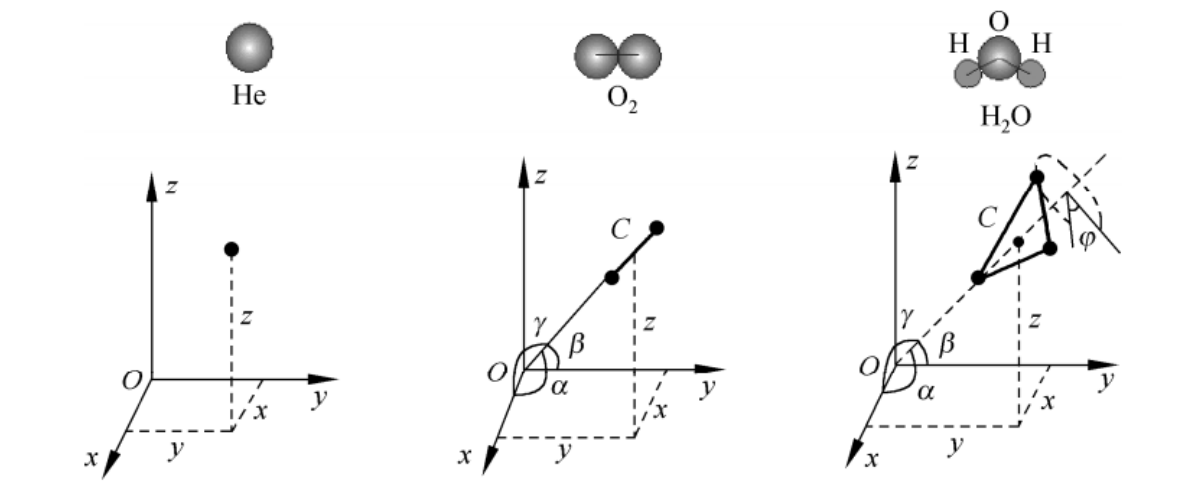 He
O₂
O
H H
H₂O
z
z
O
y
x
y
x
z
C
z
γ
β
O
α
y
x
y
x
z
C
φ
z
γ
β
O
α
y
x
y
x